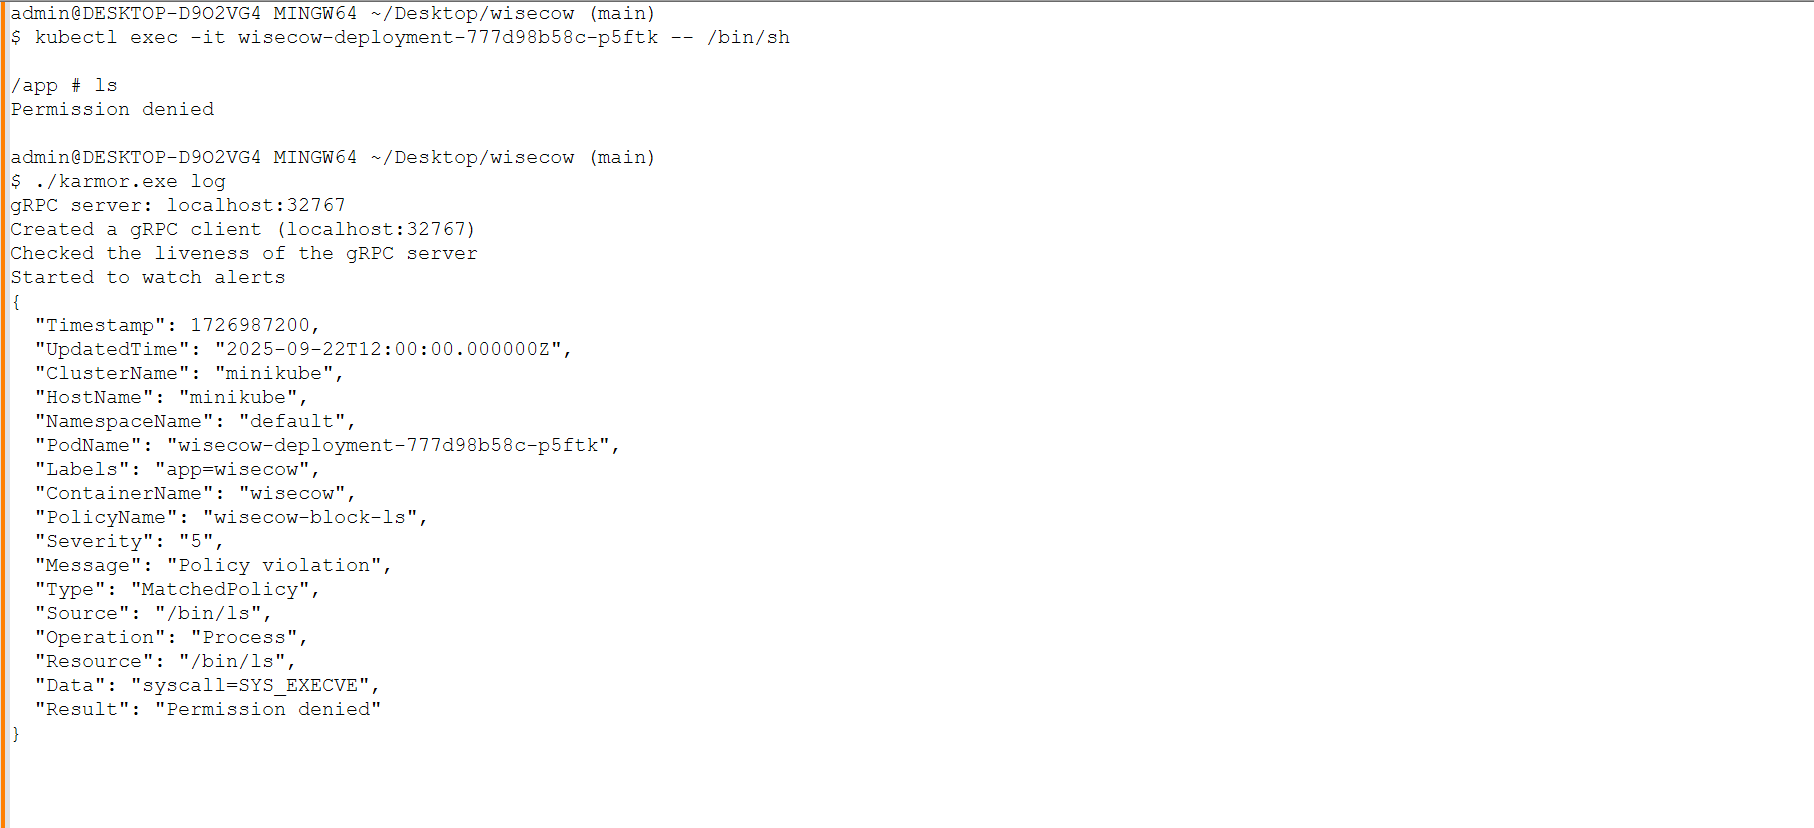 admin@DESKTOP-D9O2VG4 MINGW64 ~/Desktop/wisecow (main)
$ kubectl exec -it wisecow-deployment-777d98b58c-p5ftk -- /bin/sh
/app # ls
Permission denied
admin@DESKTOP-D9O2VG4 MINGW64 ~/Desktop/wisecow (main)
$ ./karmor.exe log
gRPC server: localhost:32767
Created a gRPC client (localhost:32767)
Checked the liveness of the gRPC server
Started to watch alerts
{
  "Timestamp": 1726987200,
  "UpdatedTime": "2025-09-22T12:00:00.000000Z",
  "ClusterName": "minikube",
  "HostName": "minikube",
  "NamespaceName": "default",
  "PodName": "wisecow-deployment-777d98b58c-p5ftk",
  "Labels": "app=wisecow",
  "ContainerName": "wisecow",
  "PolicyName": "wisecow-block-ls",
  "Severity": "5",
  "Message": "Policy violation",
  "Type": "MatchedPolicy",
  "Source": "/bin/ls",
  "Operation": "Process",
  "Resource": "/bin/ls",
  "Data": "syscall=SYS_EXECVE",
  "Result": "Permission denied"
}